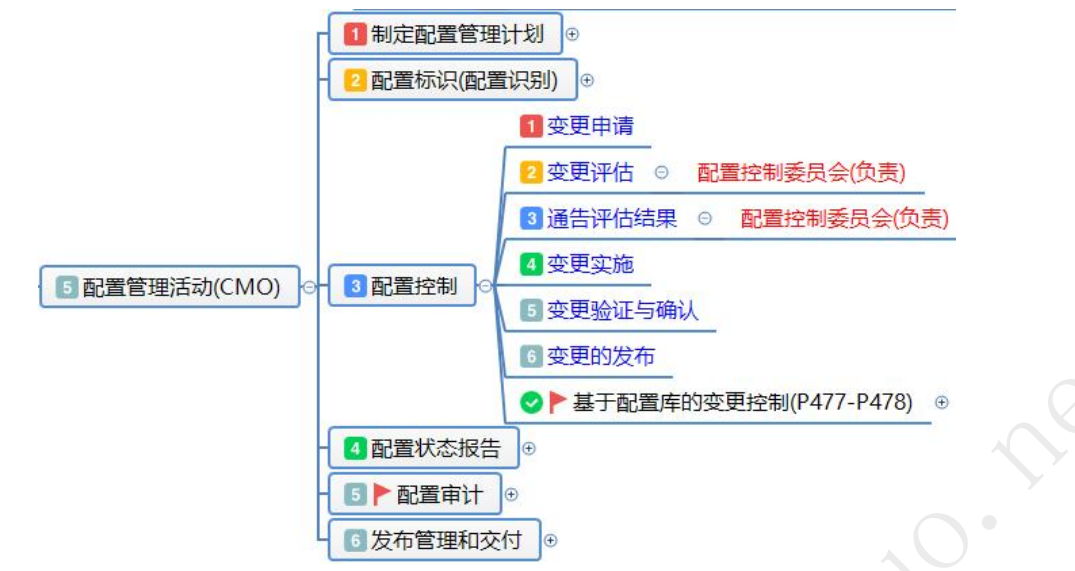 1 制定配置管理计划
2 配置标识(配置识别)
1 变更申请
2 变更评估 配置控制委员会(负责)
3 通告评估结果 配置控制委员会(负责)
4 变更实施
5 配置管理活动(CMO) 3 配置控制
5 变更验证与确认
6 变更的发布
基于配置库的变更控制(P477-P478)
4 配置状态报告
5 配置审计
6 发布管理和交付